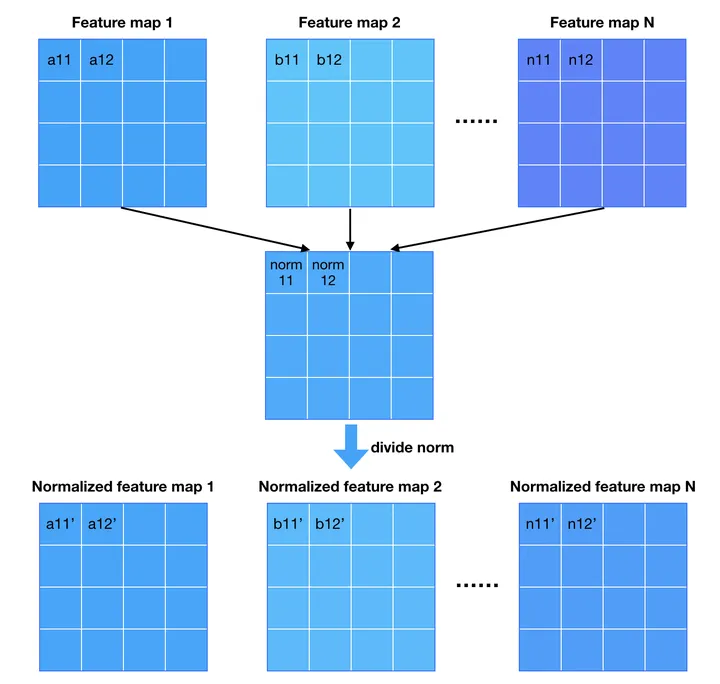 Feature map 1
Feature map 2
Feature map N
a11 a12
b11 b12
n11 n12
......
norm 11
norm 12
divide norm
Normalized feature map 1
Normalized feature map 2
Normalized feature map N
a11’ a12’
b11’ b12’
n11’ n12’
......